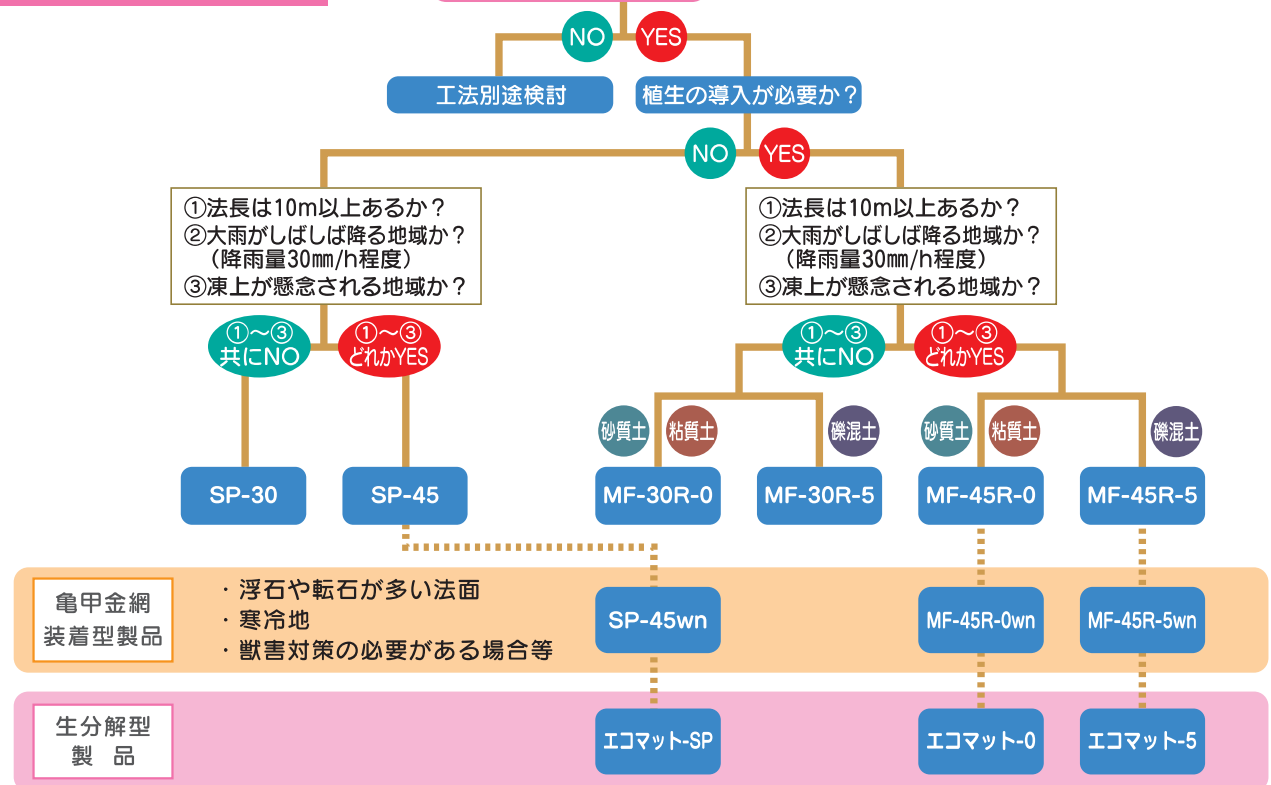 NO
YES
工法別途検討
植生の導入が必要か？
NO
YES
①法長は10m以上あるか？
②大雨がしばしば降る地域か？
（降雨量30㎜/h程度）
③凍上が懸念される地域か？
①法長は10m以上あるか？
②大雨がしばしば降る地域か？
（降雨量30㎜/h程度）
③凍上が懸念される地域か？
①～③
共にNO
①～③
どれかYES
①～③
共にNO
①～③
どれかYES
砂質土
粘質土
礫混土
砂質土
粘質土
礫混土
SP-30
SP-45
MF-30R-0
MF-30R-5
MF-45R-0
MF-45R-5
亀甲金網
装着型製品
・浮石や転石が多い法面
・寒冷地
・獣害対策の必要がある場合等
SP-45wn
MF-45R-0wn
MF-45R-5wn
生分解型
製　品
エコマット-SP
エコマット-0
エコマット-5